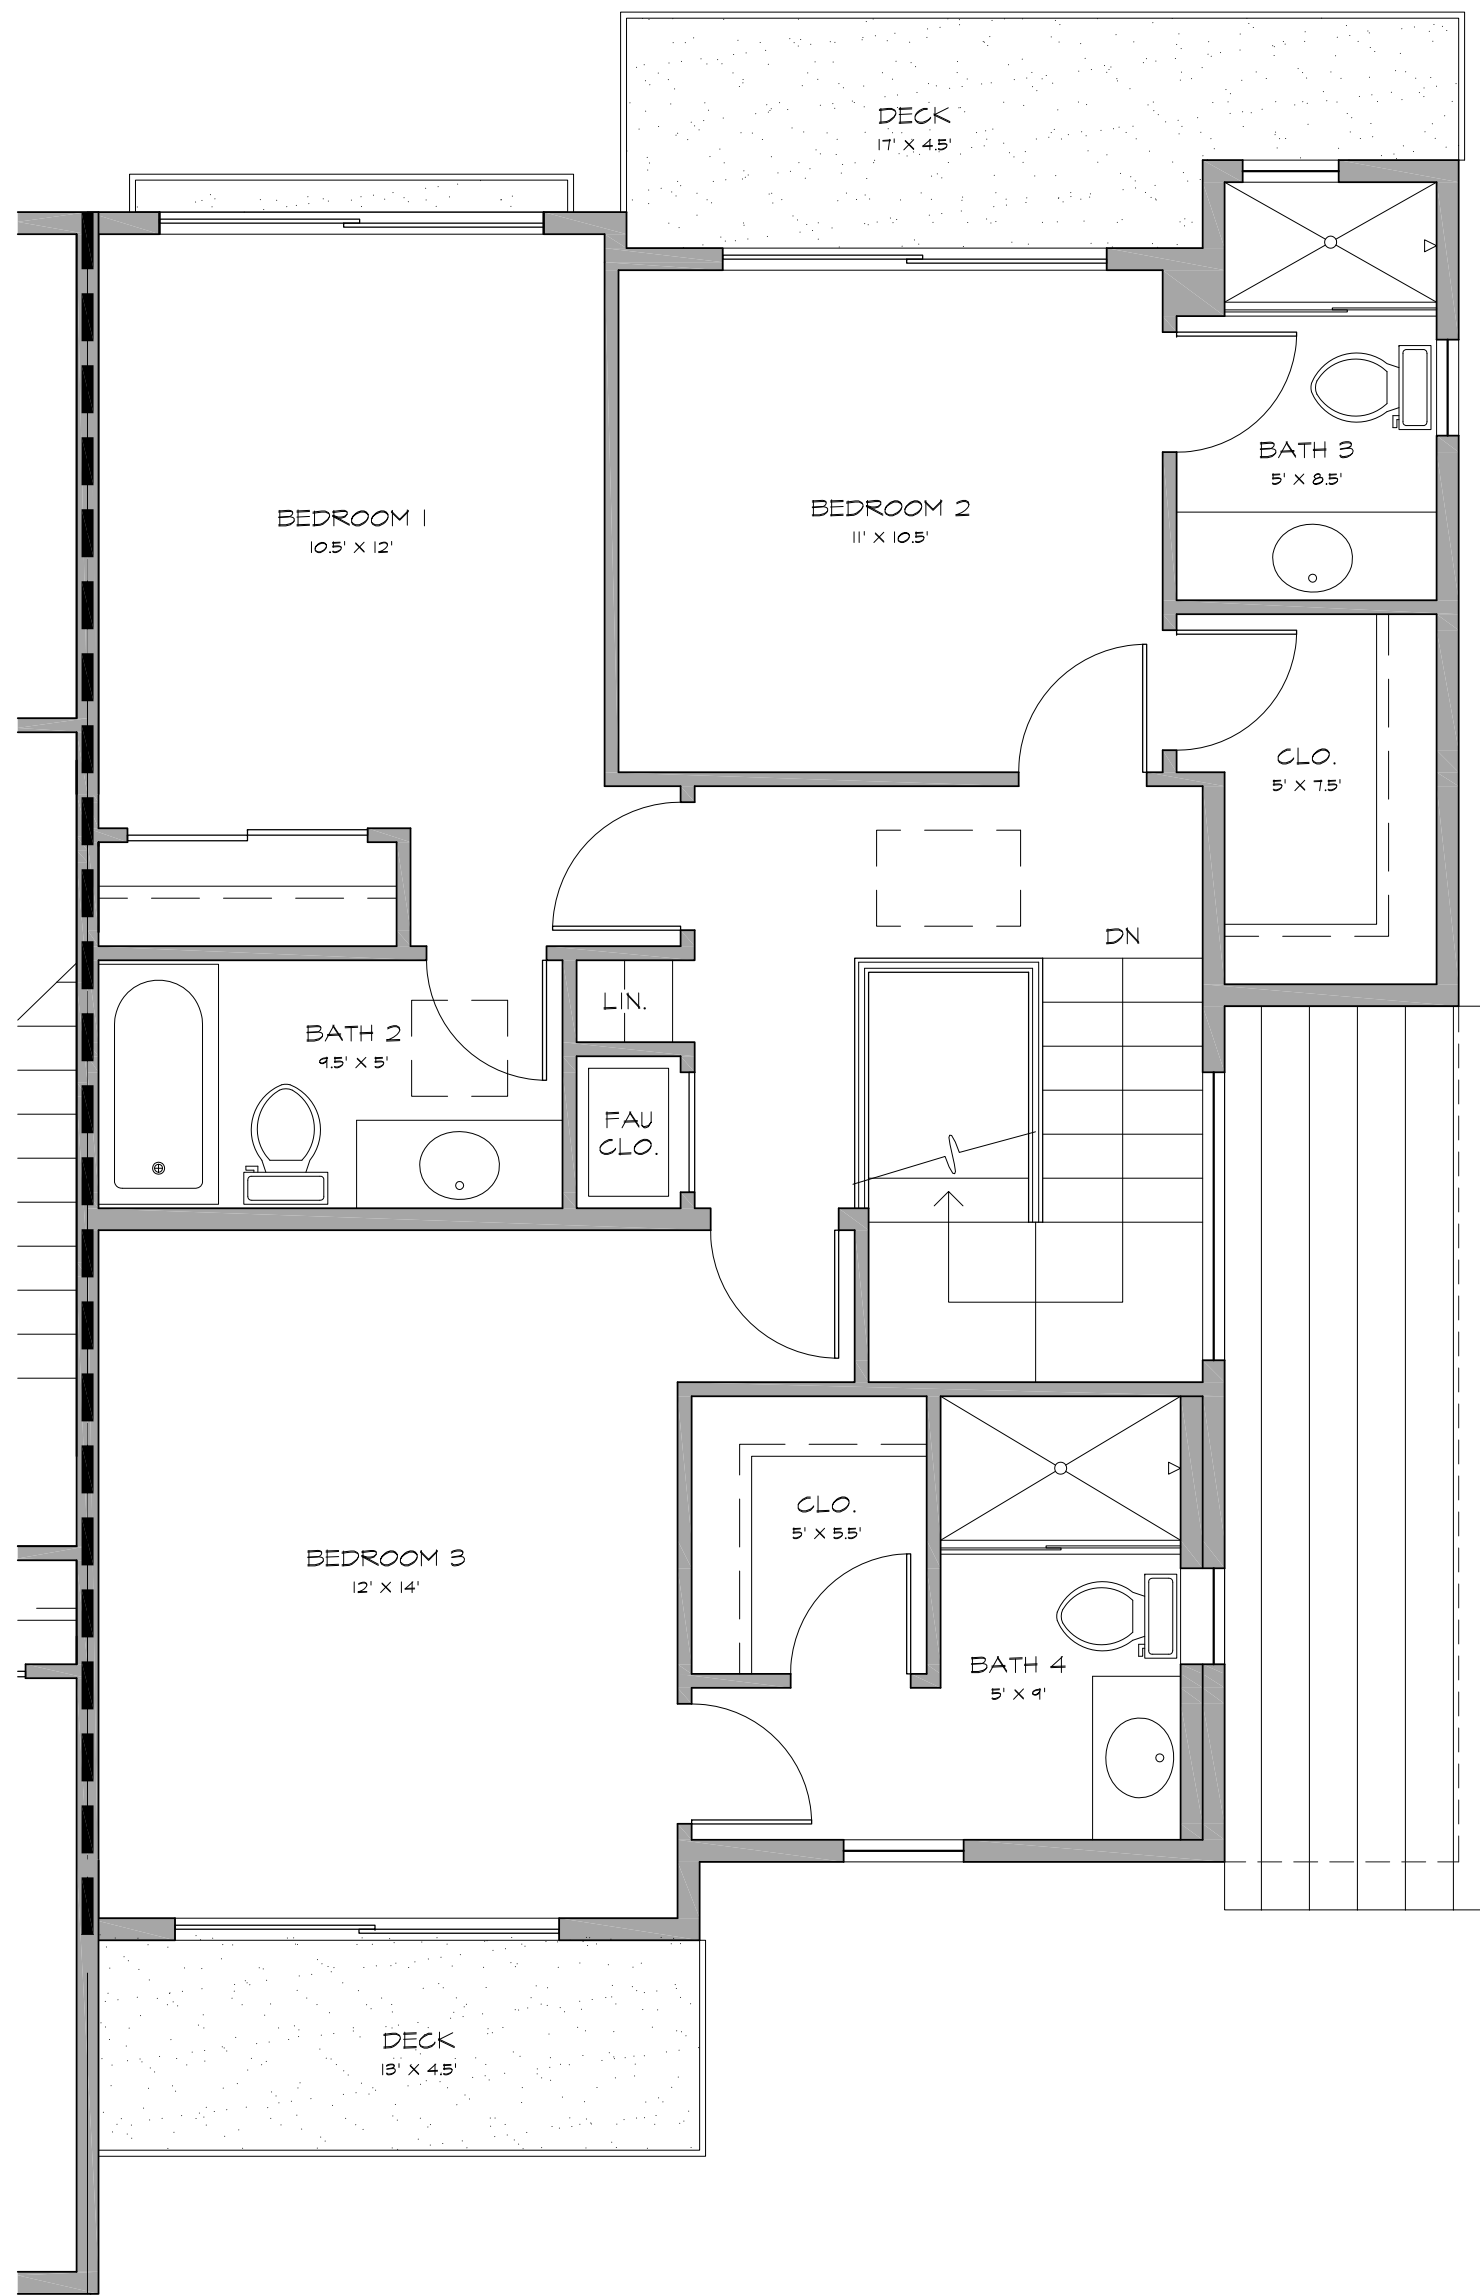 DECK
17' X 4.5'
BATH 3
5' X 8.5'
BEDROOM 1
10.5' X 12'
BEDROOM 2
11' X 10.5'
CLO.
5' X 7.5'
DN
LIN.
BATH 2
9.5' X 5'
FAU
CLO.
CLO.
5' X 5.5'
BEDROOM 3
12' X 14'
BATH 4
5' X 9'
DECK
13' X 4.5'